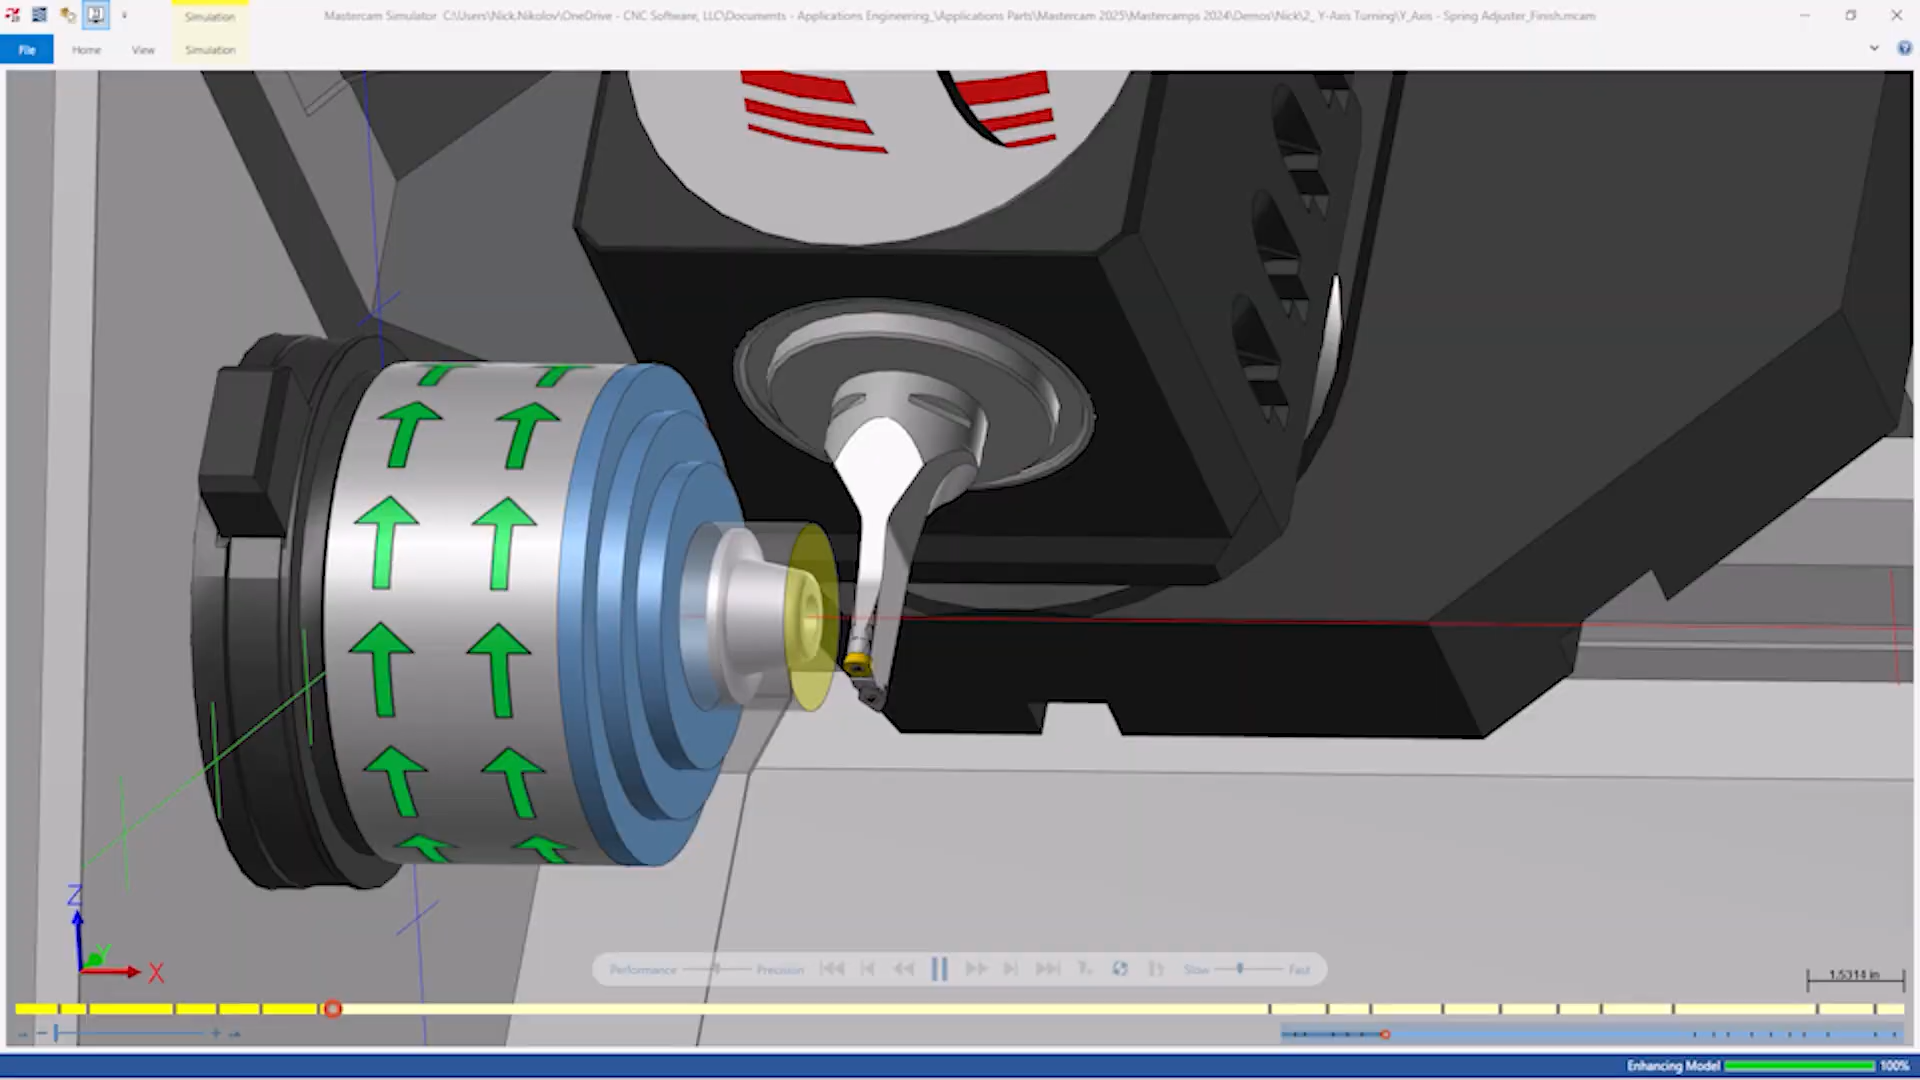 Simulation
Mastercam Simulator C:\Users\Nick.Nikolov\OneDrive - CNC Software, LLC\Documents - Applications Engineering_\Applications Parts\Mastercam 2025\Mastercamps 2024\Demos\Nick\2_ Y-Axis Turning\Y_Axis - Spring Adjuster_Finish.mcam
File Home View Simulation
Z
Y
X
Performance Precision Slow Fast
1.5314 in
Enhancing Model 100%